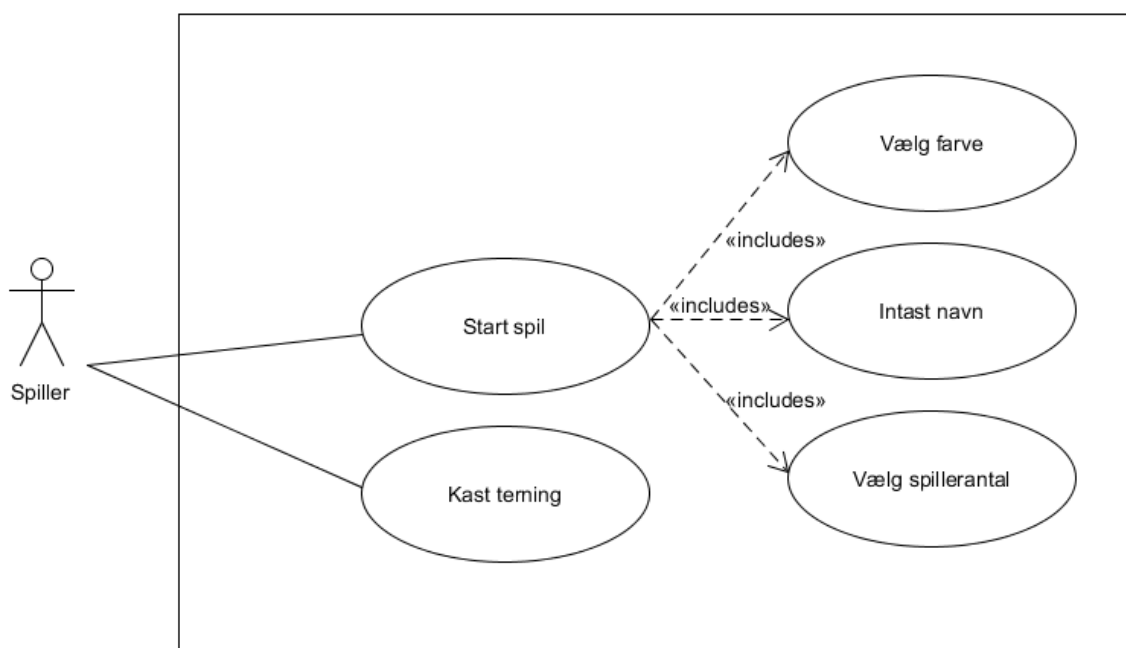 Vælg farve
«includes»
Start spil
«includes»
Intast navn
Spiller
«includes»
Kast terning
Vælg spillerantal